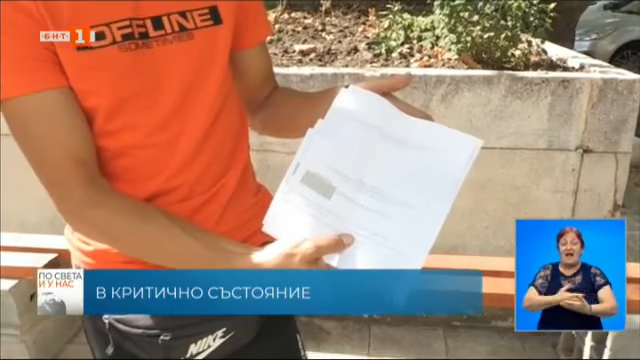 БНТ 1
OFFLINE
SOMETIMES
ПО СВЕТА
И У НАС
В КРИТИЧНО СЪСТОЯНИЕ
NIKE